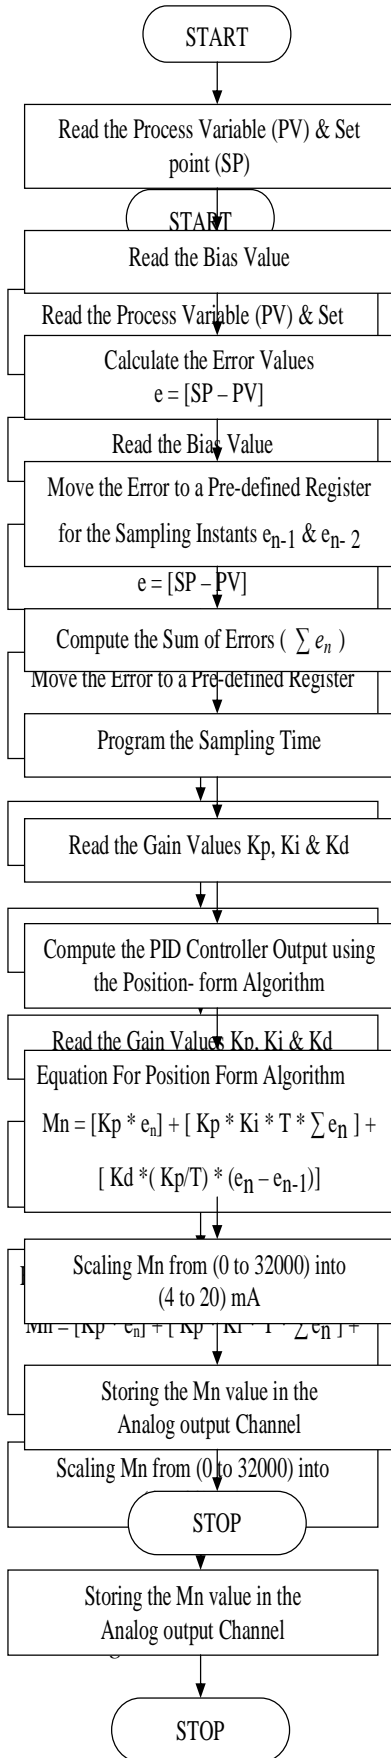 START
Read the Process Variable (PV) & Set
point (SP)
START
Read the Bias Value
Read the Process Variable (PV) & Set
Calculate the Error Values
e = [SP – PV]
Read the Bias Value
Move the Error to a Pre-defined Register
for the Sampling Instants eₙ₋₁ & eₙ₋ ₂
e = [SP – PV]
Compute the Sum of Errors ( ∑ eₙ )
Move the Error to a Pre-defined Register
Program the Sampling Time
Read the Gain Values Kp, Ki & Kd
Compute the PID Controller Output using
the Position- form Algorithm
Read the Gain Values Kp, Ki & Kd
Equation For Position Form Algorithm
Mn = [Kp * eₙ] + [ Kp * Ki * T * ∑ eₙ ] +
[ Kd *( Kp/T) * (eₙ – eₙ₋₁)]
Scaling Mn from (0 to 32000) into
(4 to 20) mA
Mn = [Kp * eₙ] + [ Kp * Ki * T * ∑ eₙ ] +
Storing the Mn value in the
Analog output Channel
Scaling Mn from (0 to 32000) into
STOP
Storing the Mn value in the
Analog output Channel
STOP